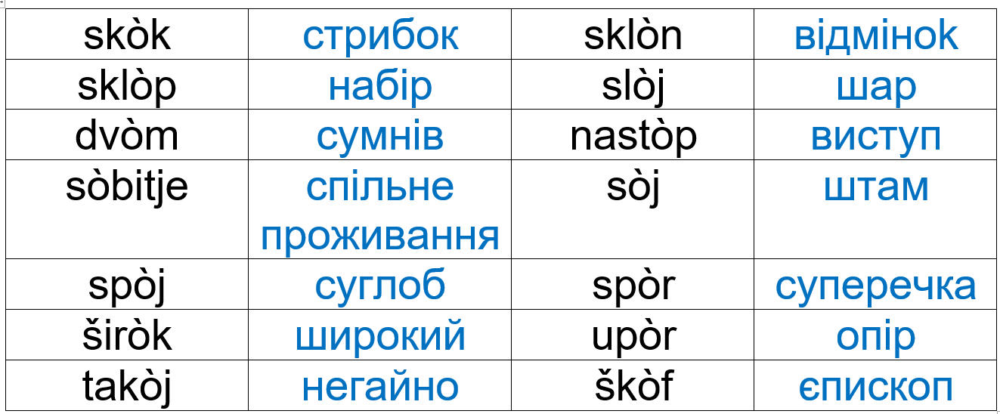 skòk стрибок sklòn відмінок
sklòp набір slòj шар
dvòm сумнів nastòp виступ
sòbitje спільне sòj штам
проживання
spòj суглоб spòr суперечка
širòk широкий upòr опір
takòj негайно škòf єпископ